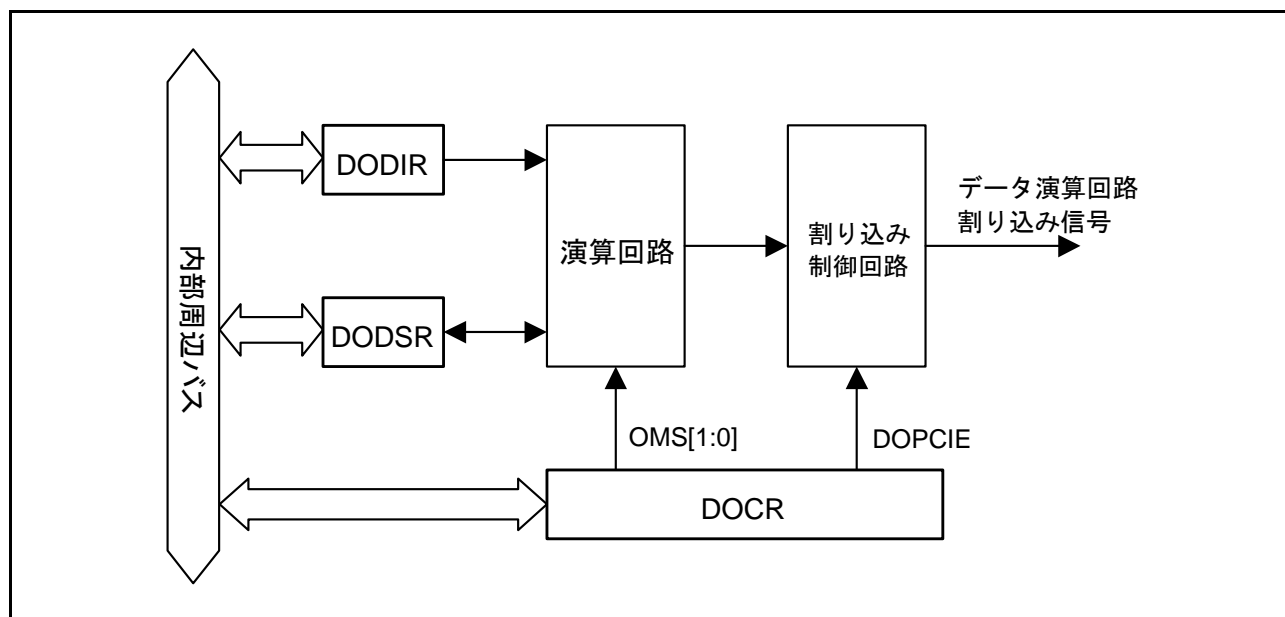 内部周辺バス
DODIR
DODSR
演算回路
割り込み
制御回路
データ演算回路
割り込み信号
OMS[1:0]
DOPCIE
DOCR